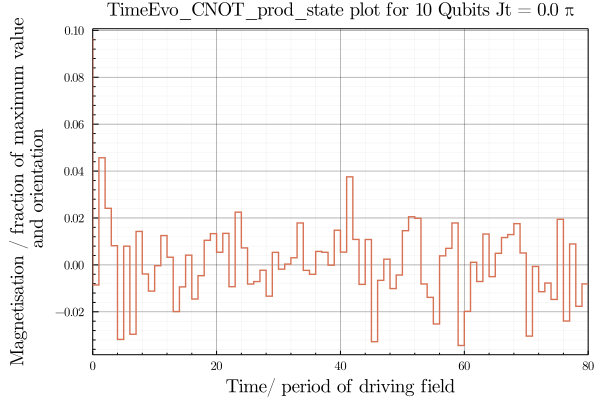 TimeEvo_CNOT_prod_state plot for 10 Qubits Jt = 0.0 π
Magnetisation / fraction of maximum value
and orientation
0.10
0.08
0.06
0.04
0.02
0.00
−0.02
0 20 40 60 80
Time/ period of driving field